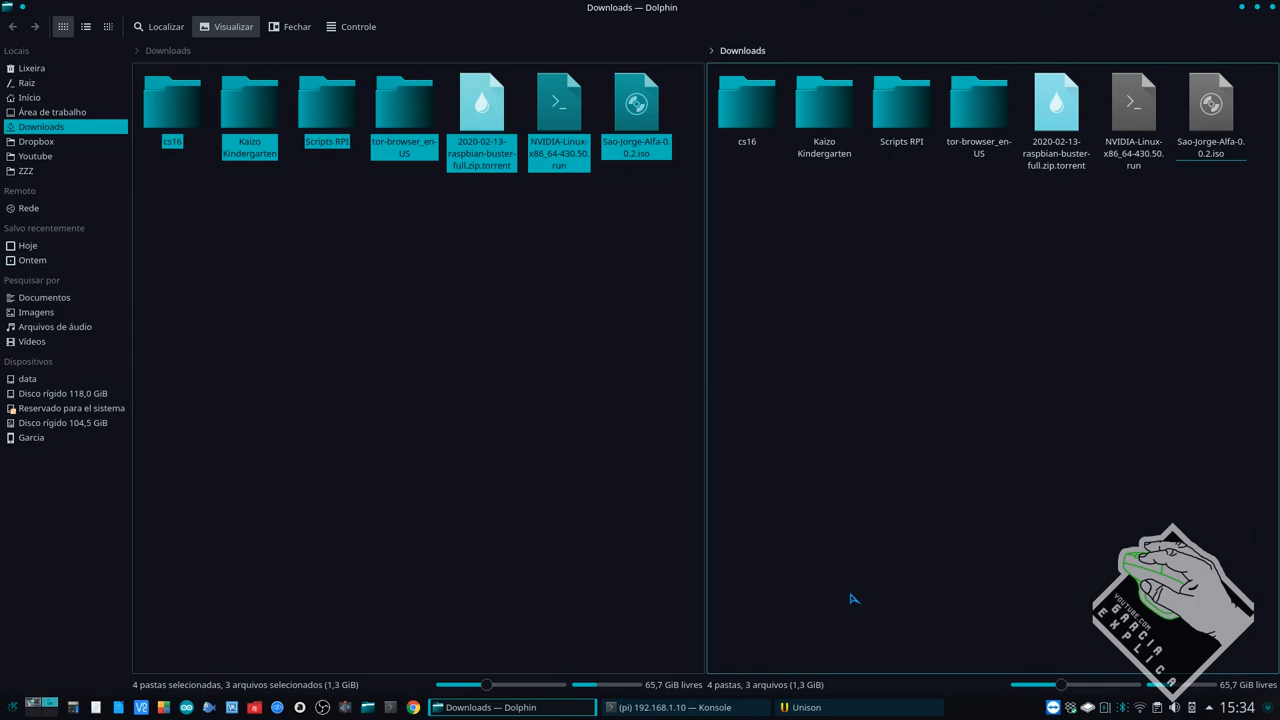 Downloads — Dolphin
Localizar
Visualizar
Fechar
Controle
Locais
Lixeira
Raiz
Início
Área de trabalho
Downloads
Dropbox
Youtube
ZZZ
Remoto
Rede
Salvo recentemente
Hoje
Ontem
Pesquisar por
Documentos
Imagens
Arquivos de áudio
Vídeos
Dispositivos
data
Disco rígido 118,0 GiB
Reservado para el sistema
Disco rígido 104,5 GiB
Garcia
Downloads
cs16
Kaizo
Kindergarten
Scripts RPI
tor-browser_en-
US
2020-02-13-
raspbian-buster-
full.zip.torrent
NVIDIA-Linux-
x86_64-430.50.
run
Sao-Jorge-Alfa-0.
0.2.iso
4 pastas selecionadas, 3 arquivos selecionados (1,3 GiB)
65,7 GiB livres
Downloads
cs16
Kaizo
Kindergarten
Scripts RPI
tor-browser_en-
US
2020-02-13-
raspbian-buster-
full.zip.torrent
NVIDIA-Linux-
x86_64-430.50.
run
Sao-Jorge-Alfa-0.
0.2.iso
4 pastas, 3 arquivos (1,3 GiB)
65,7 GiB livres
YOUTUBE.COM
GARCIA
EXPLICA
Downloads — Dolphin
(pi) 192.168.1.10 — Konsole
Unison
15:34